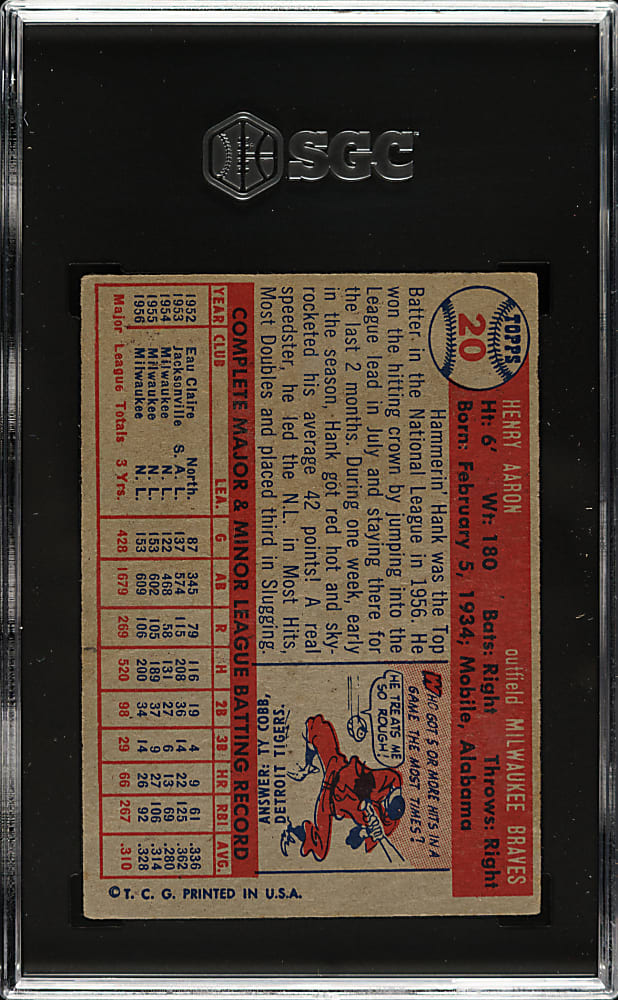 SGC
TOPPS
20
HENRY AARON outfield MILWAUKEE BRAVES
Ht: 6' Wt: 180 Bats: Right Throws: Right
Born: February 5, 1934; Mobile, Alabama
Hammerin' Hank was the Top
Batter in the National League in 1956. He
won the hitting crown by jumping into the
League lead in July and staying there for
the last 2 months. During one week, early
in the season, Hank got red hot and sky-
rocketed his average 42 points! A real
speedster, he led the N.L. in Most Hits,
Most Doubles and placed third in Slugging.
WHO GOT 5 OR MORE HITS IN A
GAME THE MOST TIMES?
HE TREATS ME
SO ROUGH!
ANSWER: TY COBB,
DETROIT TIGERS.
COMPLETE MAJOR & MINOR LEAGUE BATTING RECORD
YEAR CLUB LEA. G AB R H 2B 3B HR RBI AVG.
1952 Eau Claire North. 87 345 79 116 19 4 9 61 .336
1953 Jacksonville S. A. L. 137 574 115 208 36 14 22 125 .362
1954 Milwaukee N. L. 122 468 58 131 27 6 13 69 .280
1955 Milwaukee N. L. 153 602 105 189 37 9 27 106 .314
1956 Milwaukee N. L. 153 609 106 200 34 14 26 92 .328
Major League Totals 3 Yrs. 428 1679 269 520 98 29 66 267 .310
© T. C. G. PRINTED IN U.S.A.